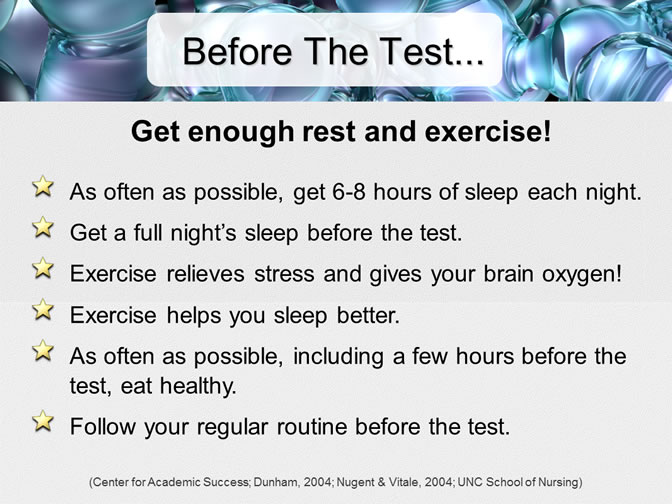 Before The Test...
Get enough rest and exercise!
As often as possible, get 6-8 hours of sleep each night.
Get a full night’s sleep before the test.
Exercise relieves stress and gives your brain oxygen!
Exercise helps you sleep better.
As often as possible, including a few hours before the
test, eat healthy.
Follow your regular routine before the test.
(Center for Academic Success; Dunham, 2004; Nugent & Vitale, 2004; UNC School of Nursing)